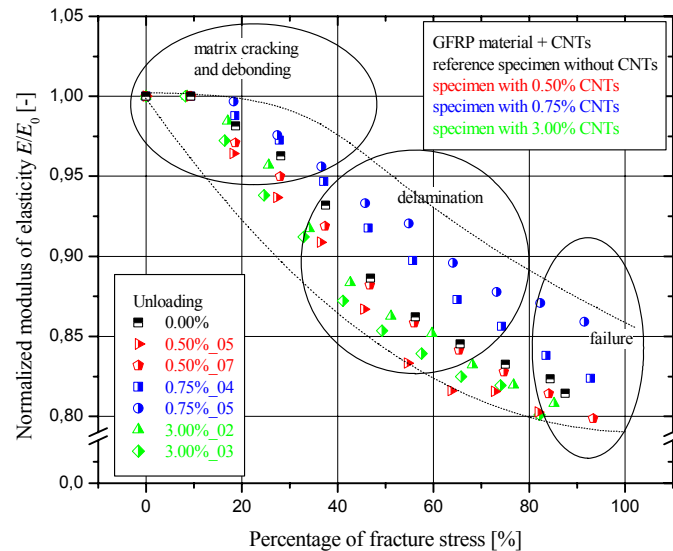 1,05
1,00
0,95
0,90
0,85
0,80
0,0
Normalized modulus of elasticity E/E0 [-]
matrix cracking
and debonding
GFRP material + CNTs
reference specimen without CNTs
specimen with 0.50% CNTs
specimen with 0.75% CNTs
specimen with 3.00% CNTs
delamination
failure
Unloading
0.00%
0.50%_05
0.50%_07
0.75%_04
0.75%_05
3.00%_02
3.00%_03
0
20
40
60
80
100
Percentage of fracture stress [%]